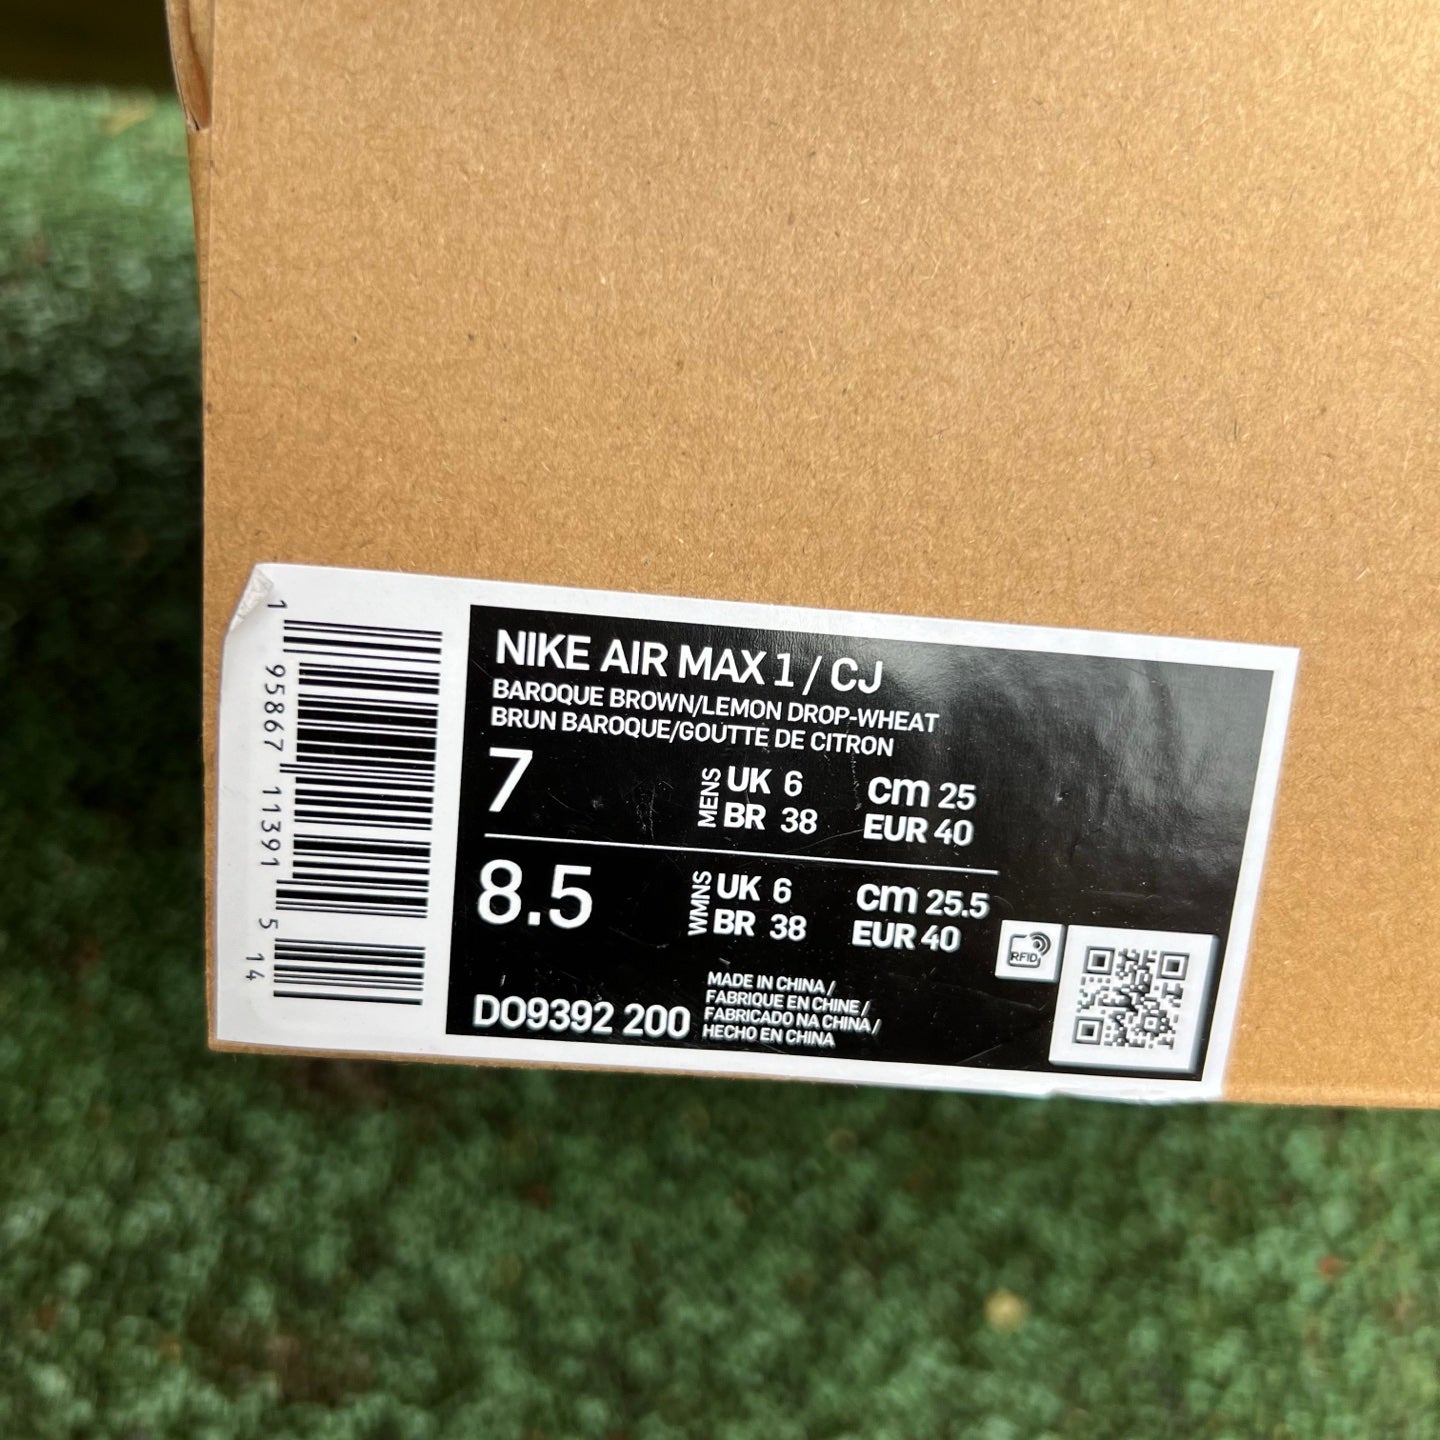 NIKE AIR MAX 1 / CJ
BAROQUE BROWN/LEMON DROP-WHEAT
BRUN BAROQUE/GOUTTE DE CITRON
7 MENS UK 6 cm 25
BR 38 EUR 40
8.5 WMNS UK 6 cm 25.5
BR 38 EUR 40
RFID
DO9392 200
MADE IN CHINA /
FABRIQUE EN CHINE /
FABRICADO NA CHINA /
HECHO EN CHINA
1 95867 11391 5 14